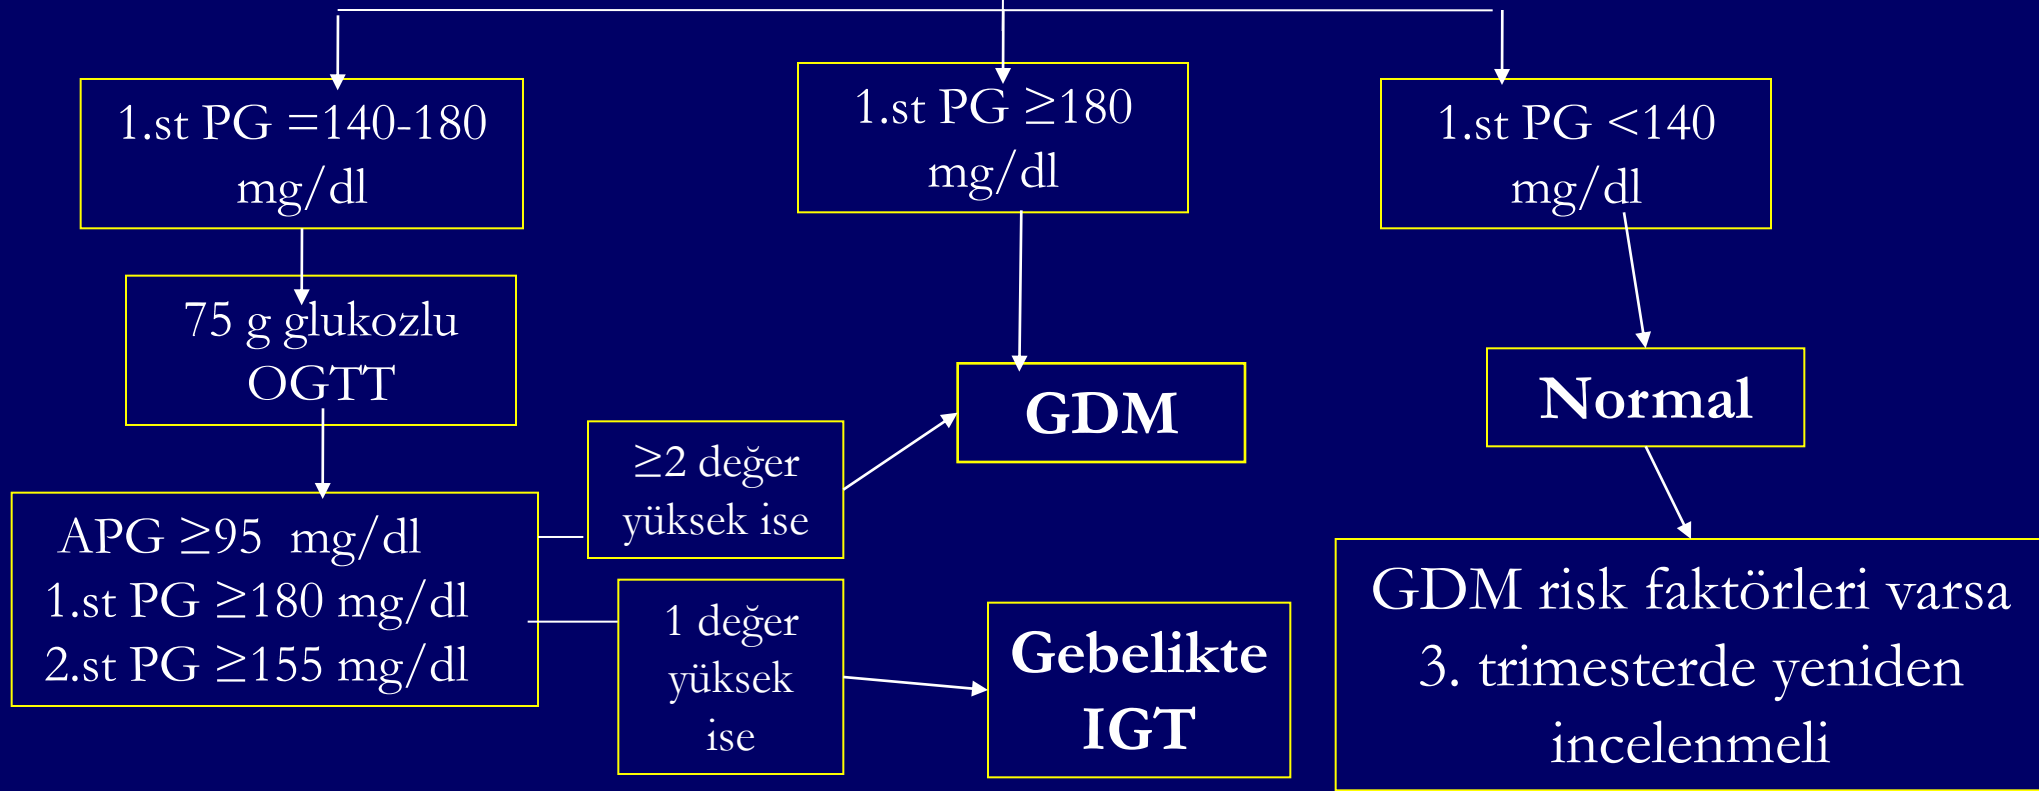 1.st PG =140-180
mg/dl
1.st PG ≥180
mg/dl
1.st PG <140
mg/dl
75 g glukozlu
OGTT
GDM
Normal
≥2 değer
yüksek ise
APG ≥95 mg/dl
1.st PG ≥180 mg/dl
2.st PG ≥155 mg/dl
1 değer
yüksek
ise
Gebelikte
IGT
GDM risk faktörleri varsa
3. trimesterde yeniden
incelenmeli